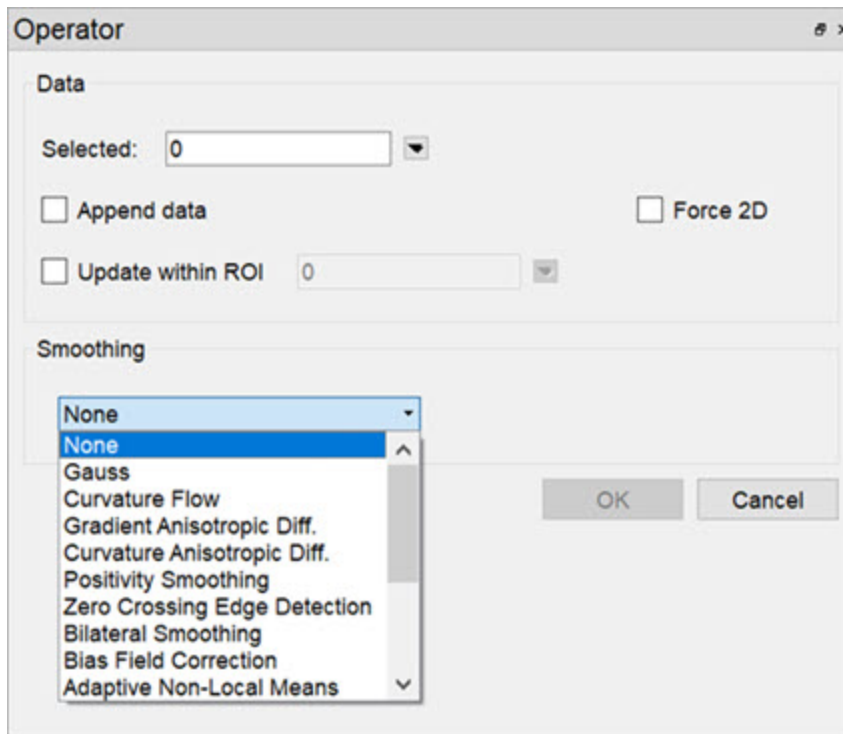 Operator
Data
Selected: 0
Append data Force 2D
Update within ROI 0
Smoothing
None
None
Gauss
Curvature Flow
Gradient Anisotropic Diff.
Curvature Anisotropic Diff.
Positivity Smoothing
Zero Crossing Edge Detection
Bilateral Smoothing
Bias Field Correction
Adaptive Non-Local Means
OK Cancel